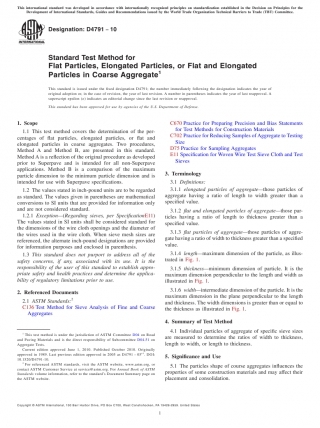 This international standard was developed in accordance with internationally recognized principles on standardization established in the Decision on Principles for the
Development of International Standards, Guides and Recommendations issued by the World Trade Organization Technical Barriers to Trade (TBT) Committee.
Designation: D4791 – 10
Standard Test Method for
Flat Particles, Elongated Particles, or Flat and Elongated
Particles in Coarse Aggregate¹
This standard is issued under the fixed designation D4791; the number immediately following the designation indicates the year of
original adoption or, in the case of revision, the year of last revision. A number in parentheses indicates the year of last reapproval. A
superscript epsilon (ε) indicates an editorial change since the last revision or reapproval.
This standard has been approved for use by agencies of the U.S. Department of Defense.
1. Scope
1.1 This test method covers the determination of the per-
centages of flat particles, elongated particles, or flat and
elongated particles in coarse aggregates. Two procedures,
Method A and Method B, are presented in this standard.
Method A is a reflection of the original procedure as developed
prior to Superpave and is intended for all non-Superpave
applications. Method B is a comparison of the maximum
particle dimension to the minimum particle dimension and is
intended for use with Superpave specifications.
1.2 The values stated in inch-pound units are to be regarded
as standard. The values given in parentheses are mathematical
conversions to SI units that are provided for information only
and are not considered standard.
1.2.1 Exception—Regarding sieves, per Specification E11
The values stated in SI units shall be considered standard for
the dimensions of the wire cloth openings and the diameter of
the wires used in the wire cloth. When sieve mesh sizes are
referenced, the alternate inch-pound designations are provided
for information purposes and enclosed in parenthesis.
1.3 This standard does not purport to address all of the
safety concerns, if any, associated with its use. It is the
responsibility of the user of this standard to establish appro-
priate safety and health practices and determine the applica-
bility of regulatory limitations prior to use.
2. Referenced Documents
2.1 ASTM Standards:²
C136 Test Method for Sieve Analysis of Fine and Coarse
Aggregates
¹ This test method is under the jurisdiction of ASTM Committee D04 on Road
and Paving Materials and is the direct responsibility of Subcommittee D04.51 on
Aggregate Tests.
Current edition approved June 1, 2010. Published October 2010. Originally
approved in 1989. Last previous edition approved in 2005 as D4791 – 05
² For referenced ASTM standards, visit the ASTM website, www.astm.org, or
contact ASTM Customer Service at service@astm.org. For Annual Book of ASTM
Standards volume information, refer to the standard's Document Summary page on
the ASTM website.
C670 Practice for Preparing Precision and Bias Statements
for Test Methods for Construction Materials
C702 Practice for Reducing Samples of Aggregate to Testing
Size
D75 Practice for Sampling Aggregates
E11 Specification for Woven Wire Test Sieve Cloth and Test
Sieves
3. Terminology
3.1 Definitions:
3.1.1 elongated particles of aggregate—those particles of
aggregate having a ratio of length to width greater than a
specified value.
3.1.2 flat and elongated particles of aggregate—those par-
ticles having a ratio of length to thickness greater than a
specified value.
3.1.3 flat particles of aggregate—those particles of aggre-
gate having a ratio of width to thickness greater than a specified
value.
3.1.4 length—maximum dimension of the particle, as illus-
trated in Fig. 1.
3.1.5 thickness—minimum dimension of particle. It is the
maximum dimension perpendicular to the length and width as
illustrated in Fig. 1.
3.1.6 width—intermediate dimension of the particle. It is the
maximum dimension in the plane perpendicular to the length
and thickness. The width dimension is greater than or equal to
the thickness as illustrated in Fig. 1.
4. Summary of Test Method
4.1 Individual particles of aggregate of specific sieve sizes
are measured to determine the ratios of width to thickness,
length to width, or length to thickness.
5. Significance and Use
5.1 The particles shape of coarse aggregates influences the
properties of some construction materials and may affect their
placement and consolidation.
Copyright © ASTM International, 100 Barr Harbor Drive, PO Box C700, West Conshohocken, PA 19428-2959, United States
1